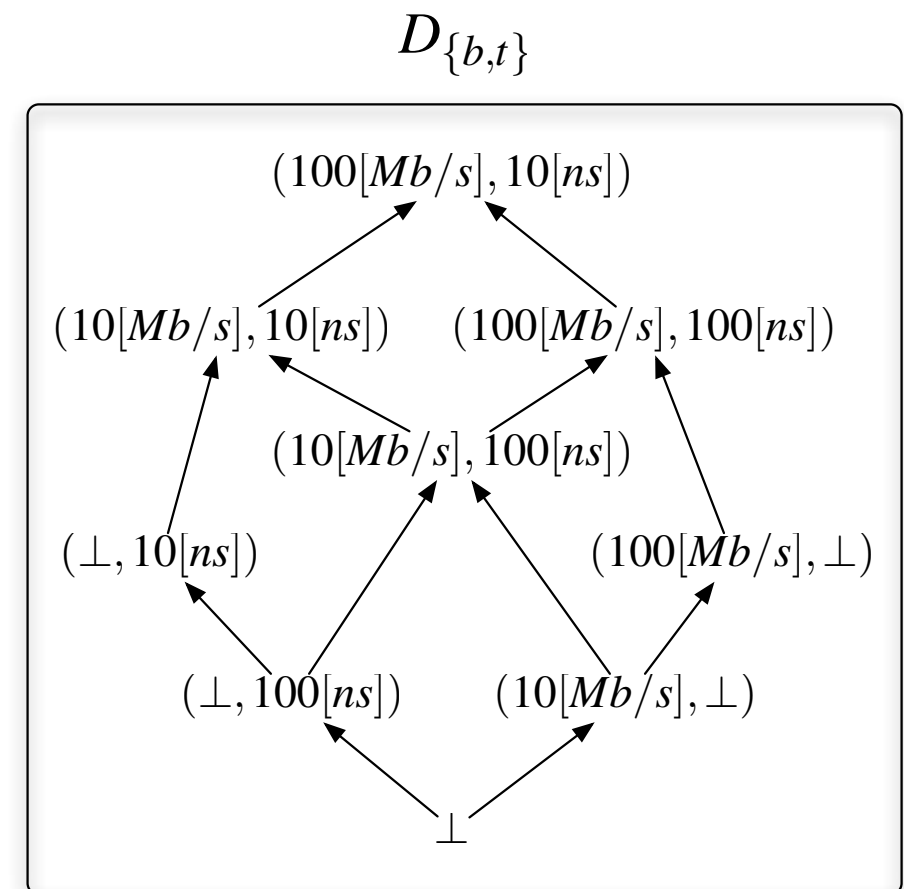 D_{b,t}
(100[Mb/s],10[ns])
(10[Mb/s],10[ns]) (100[Mb/s],100[ns])
(10[Mb/s],100[ns])
(⊥,10[ns]) (100[Mb/s],⊥)
(⊥,100[ns]) (10[Mb/s],⊥)
⊥